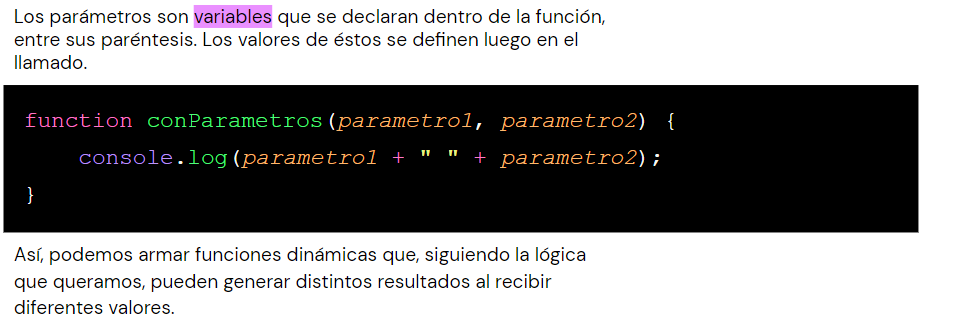 Los parámetros son variables que se declaran dentro de la función,
entre sus paréntesis. Los valores de éstos se definen luego en el
llamado.
function conParametros(parametro1, parametro2) {
    console.log(parametro1 + " " + parametro2);
}
Así, podemos armar funciones dinámicas que, siguiendo la lógica
que queramos, pueden generar distintos resultados al recibir
diferentes valores.